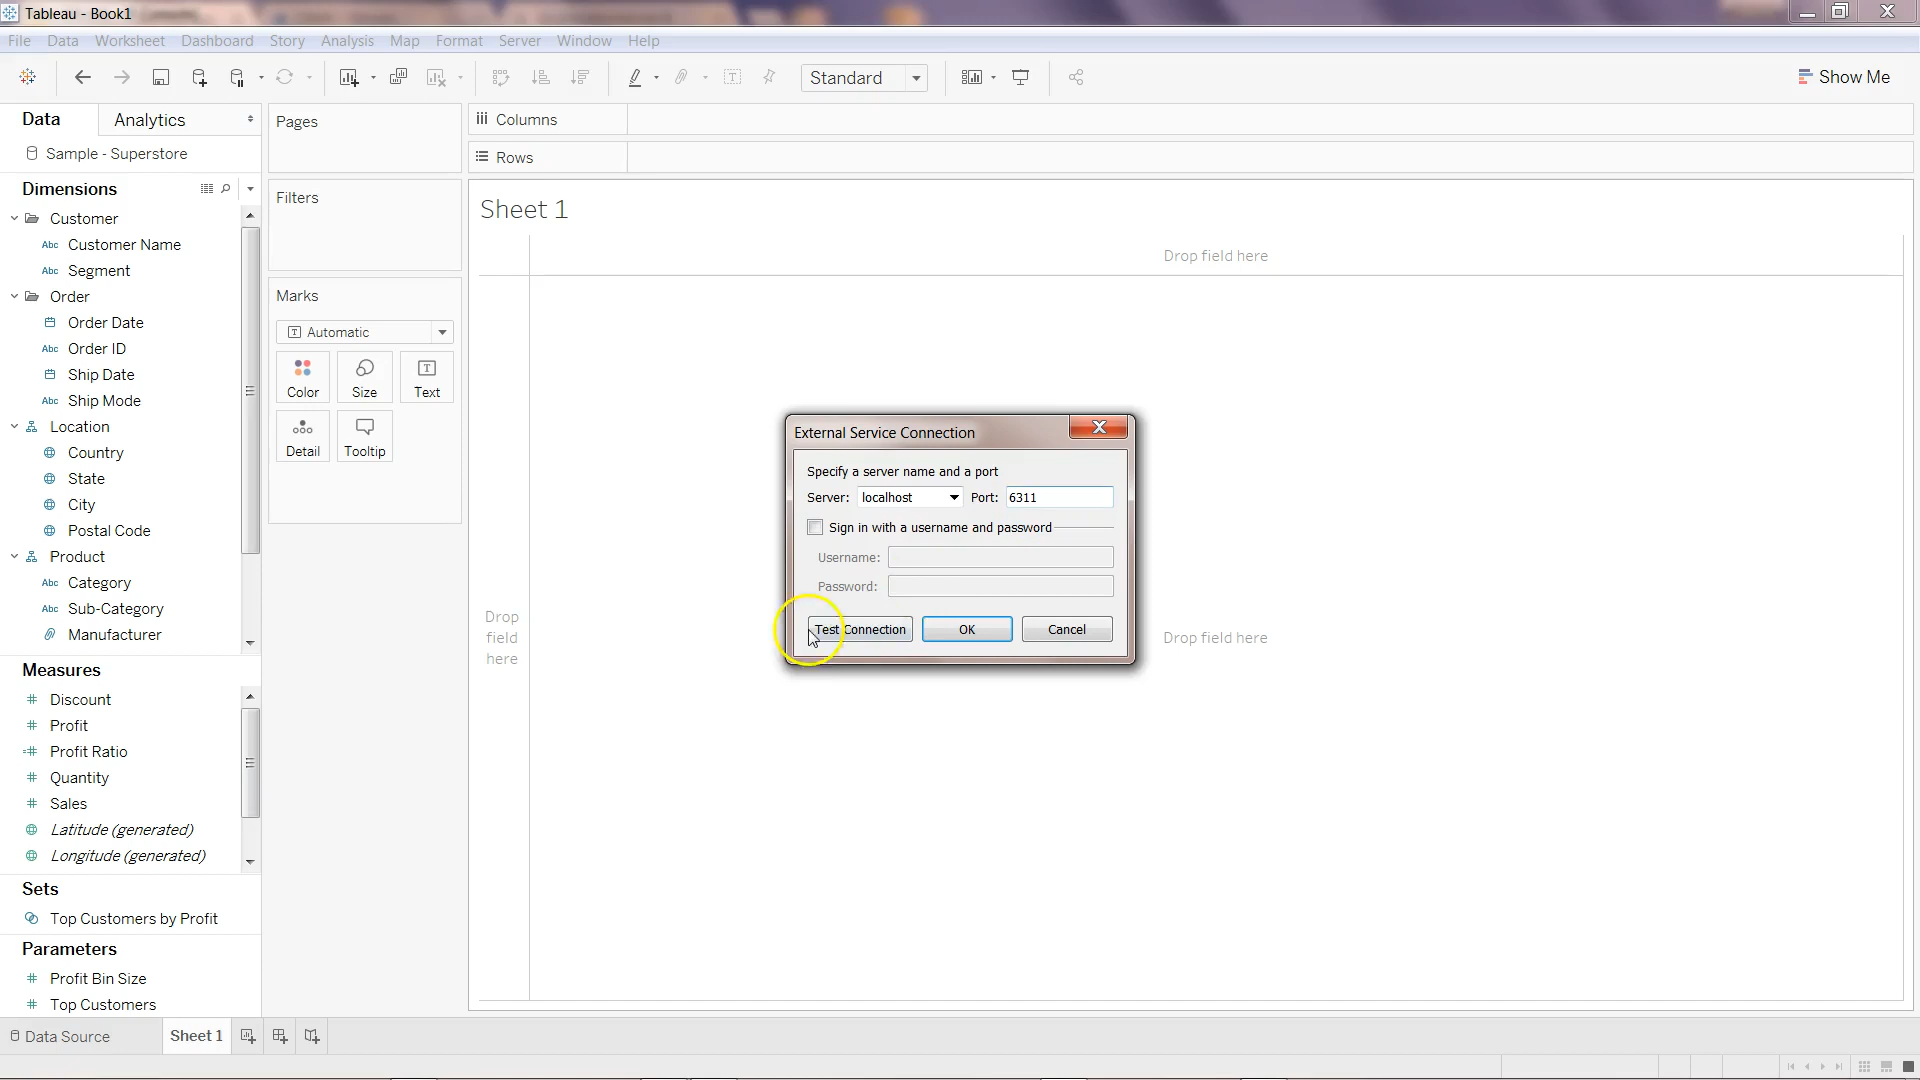 Tableau - Book1
File Data Worksheet Dashboard Story Analysis Map Format Server Window Help
Standard
Show Me
Data Analytics
Sample - Superstore
Dimensions
Customer
Abc Customer Name
Abc Segment
Order
Order Date
Abc Order ID
Ship Date
Abc Ship Mode
Location
Country
State
City
Postal Code
Product
Abc Category
Abc Sub-Category
Manufacturer
Measures
Discount
Profit
Profit Ratio
Quantity
Sales
Latitude (generated)
Longitude (generated)
Sets
Top Customers by Profit
Parameters
Profit Bin Size
Top Customers
Pages
Filters
Marks
T Automatic
Color Size Text
Detail Tooltip
Columns
Rows
Sheet 1
Drop field here
Drop
field
here
Drop field here
External Service Connection
Specify a server name and a port
Server: localhost Port: 6311
Sign in with a username and password
Username:
Password:
Test Connection OK Cancel
Data Source Sheet 1